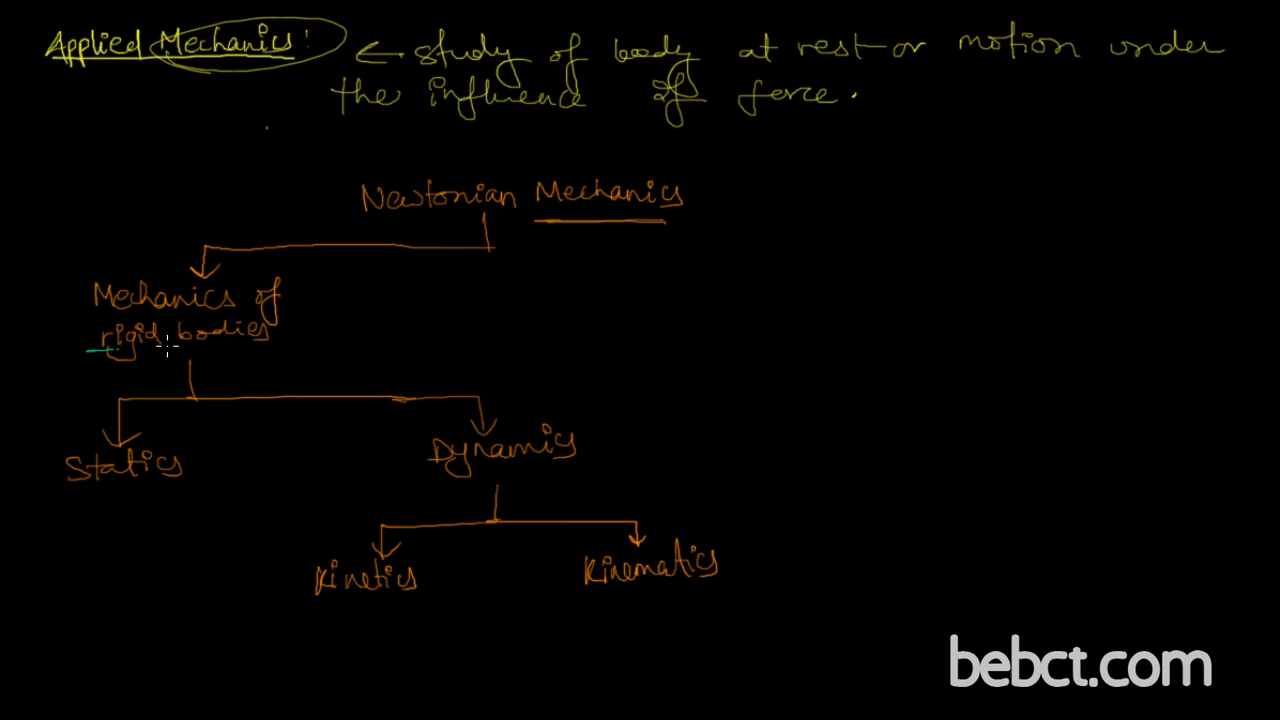 Applied Mechanics: ← study of body at rest or motion under
the influence of force.
Newtonian Mechanics
Mechanics of
rigid bodies
Statics
Dynamics
Kinetics
Kinematics
bebct.com